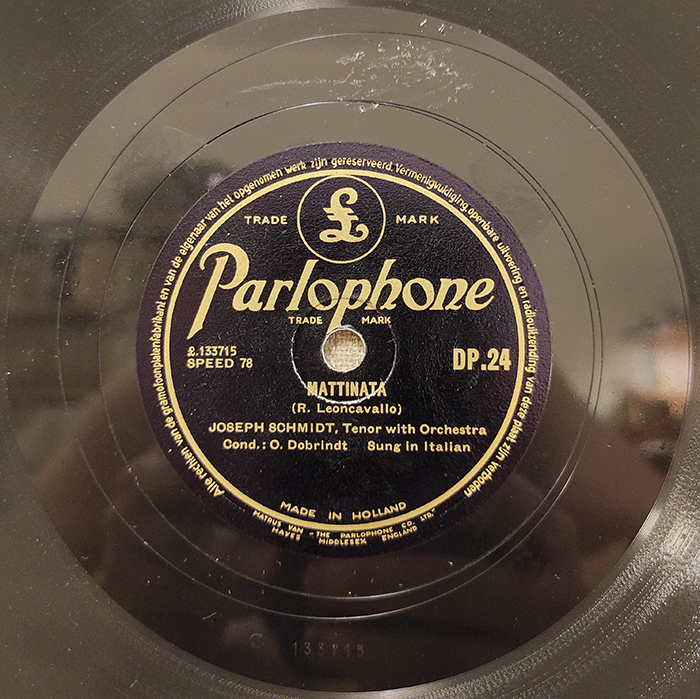 Alle rechten van de gramofoonplatenfabrikant en van de eigenaar van het opgenomen werk zijn gereserveerd. Vermenigvuldiging, openbare uitvoering en radiouitzending van deze plaat zijn verboden
£
TRADE MARK
Parlophone
TRADE MARK
£.133715
SPEED 78
DP.24
MATTINATA
(R. Leoncavallo)
JOSEPH SCHMIDT, Tenor with Orchestra
Cond.: O. Dobrindt Sung in Italian
MADE IN HOLLAND
MATRIJS VAN "THE PARLOPHONE CO. LTD."
HAYES MIDDLESEX ENGLAND
C 133715